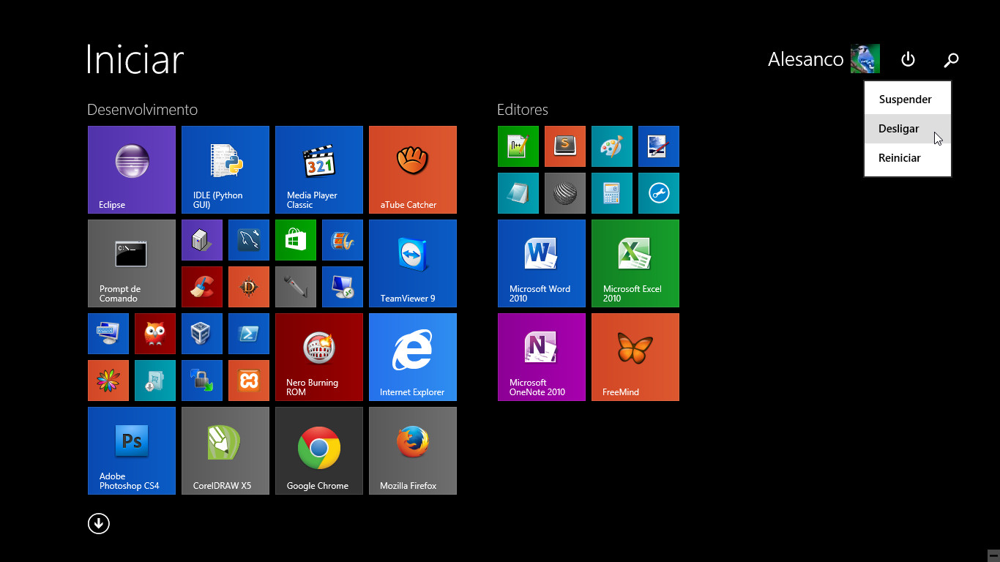 Iniciar
Alesanco
Suspender
Desligar
Reiniciar
Desenvolvimento
Editores
Eclipse
IDLE (Python
GUI)
321
Media Player
Classic
aTube Catcher
C:\_
Prompt de
Comando
D
TeamViewer 9
Nero Burning
ROM
Internet Explorer
Ps
Adobe
Photoshop CS4
CorelDRAW X5
Google Chrome
Mozilla Firefox
S
W
Microsoft Word
2010
X
Microsoft Excel
2010
N
Microsoft
OneNote 2010
FreeMind